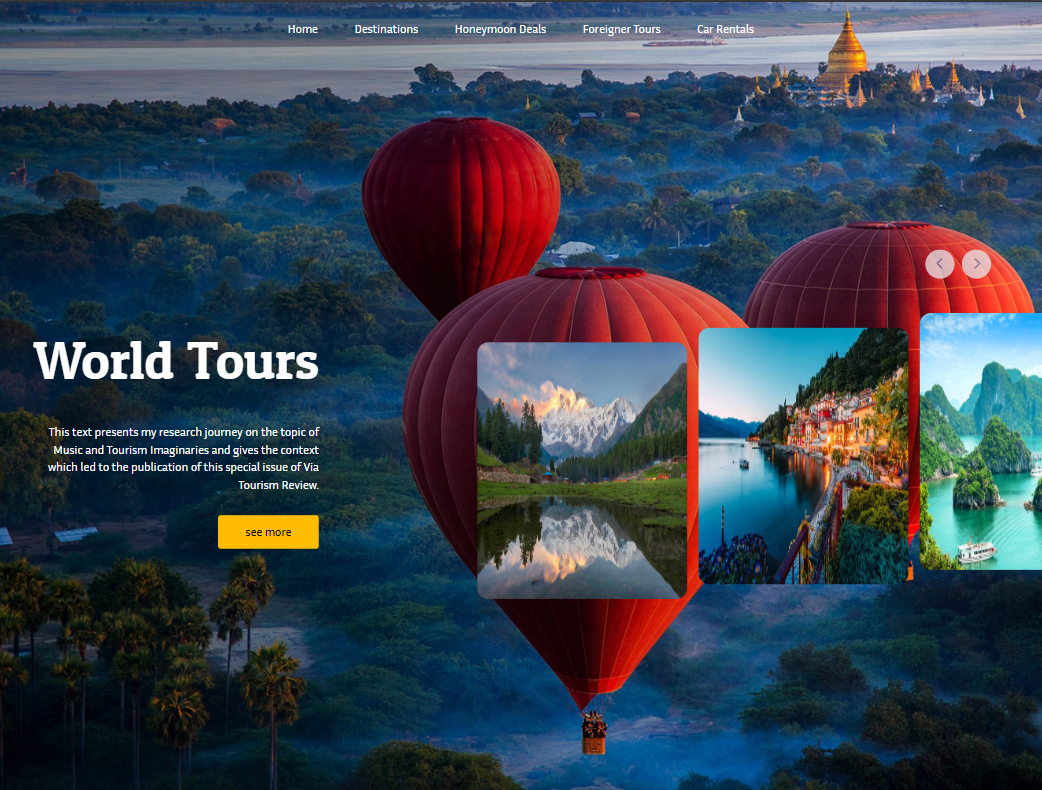 Home Destinations Honeymoon Deals Foreigner Tours Car Rentals
World Tours
This text presents my research journey on the topic of
Music and Tourism Imaginaries and gives the context
which led to the publication of this special issue of Via
Tourism Review.
see more